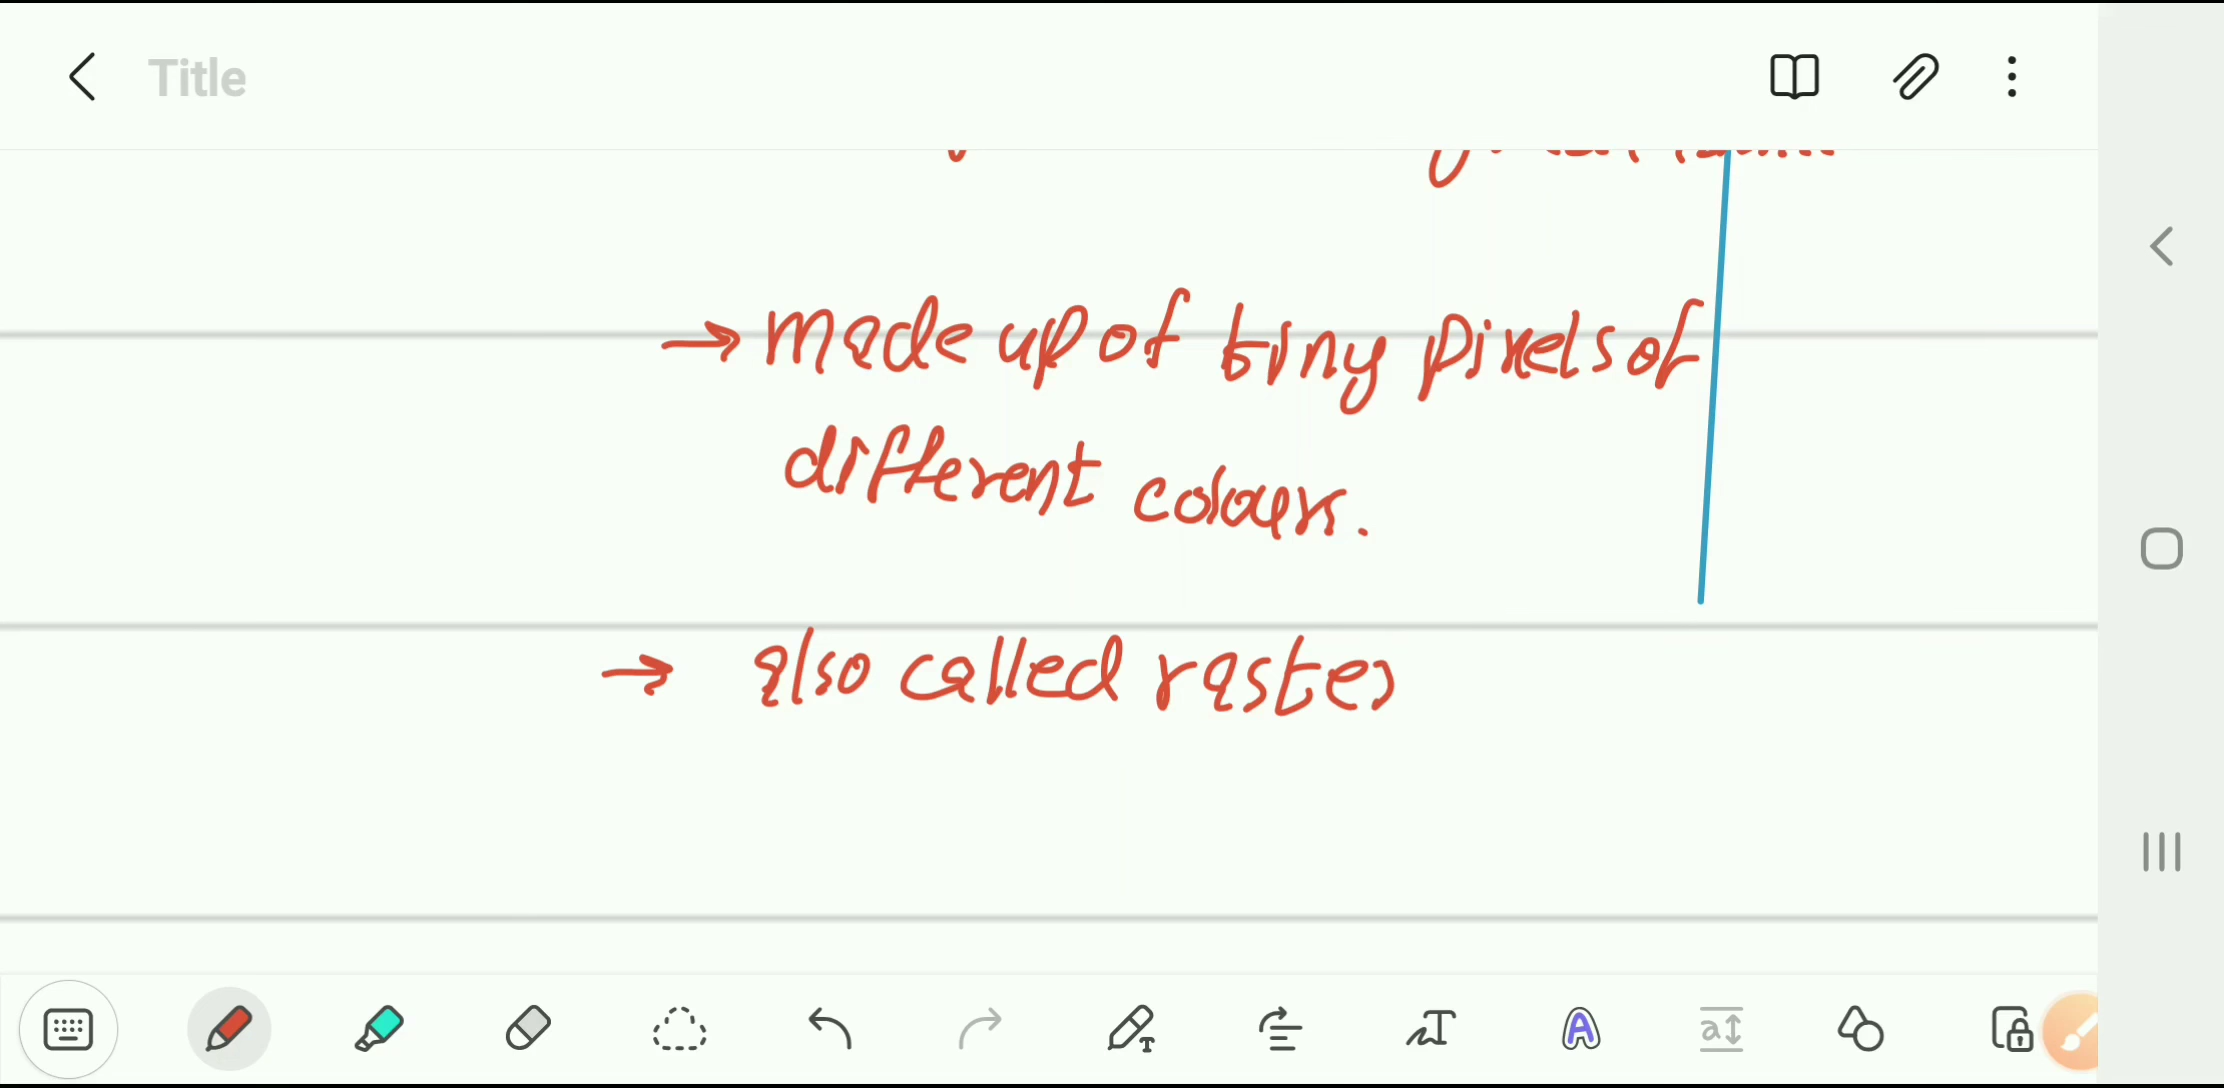 Title
→ made up of tiny pixels of
different colours.
→ also called raster